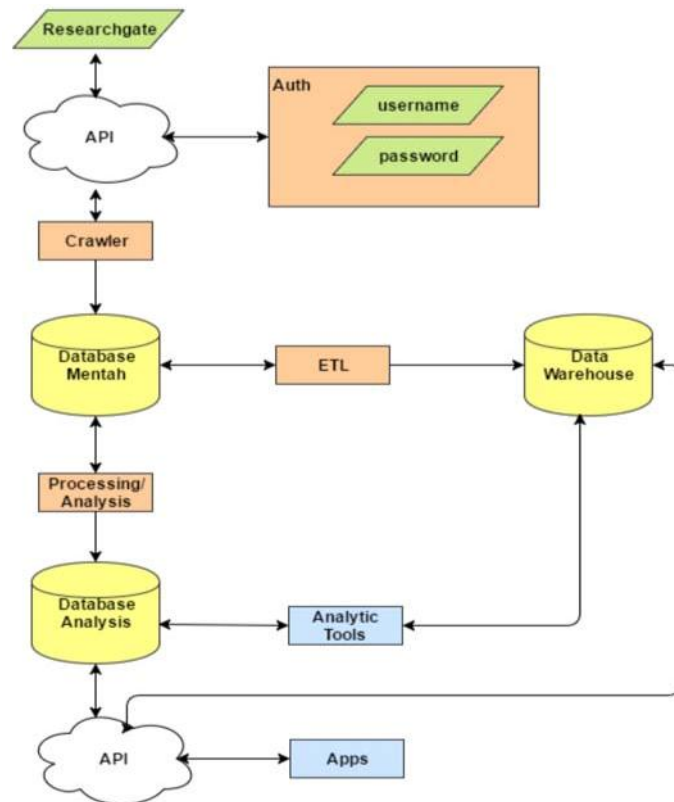 Researchgate
API
Auth
username
password
Crawler
Database
Mentah
ETL
Data
Warehouse
Processing/
Analysis
Database
Analysis
Analytic
Tools
API
Apps